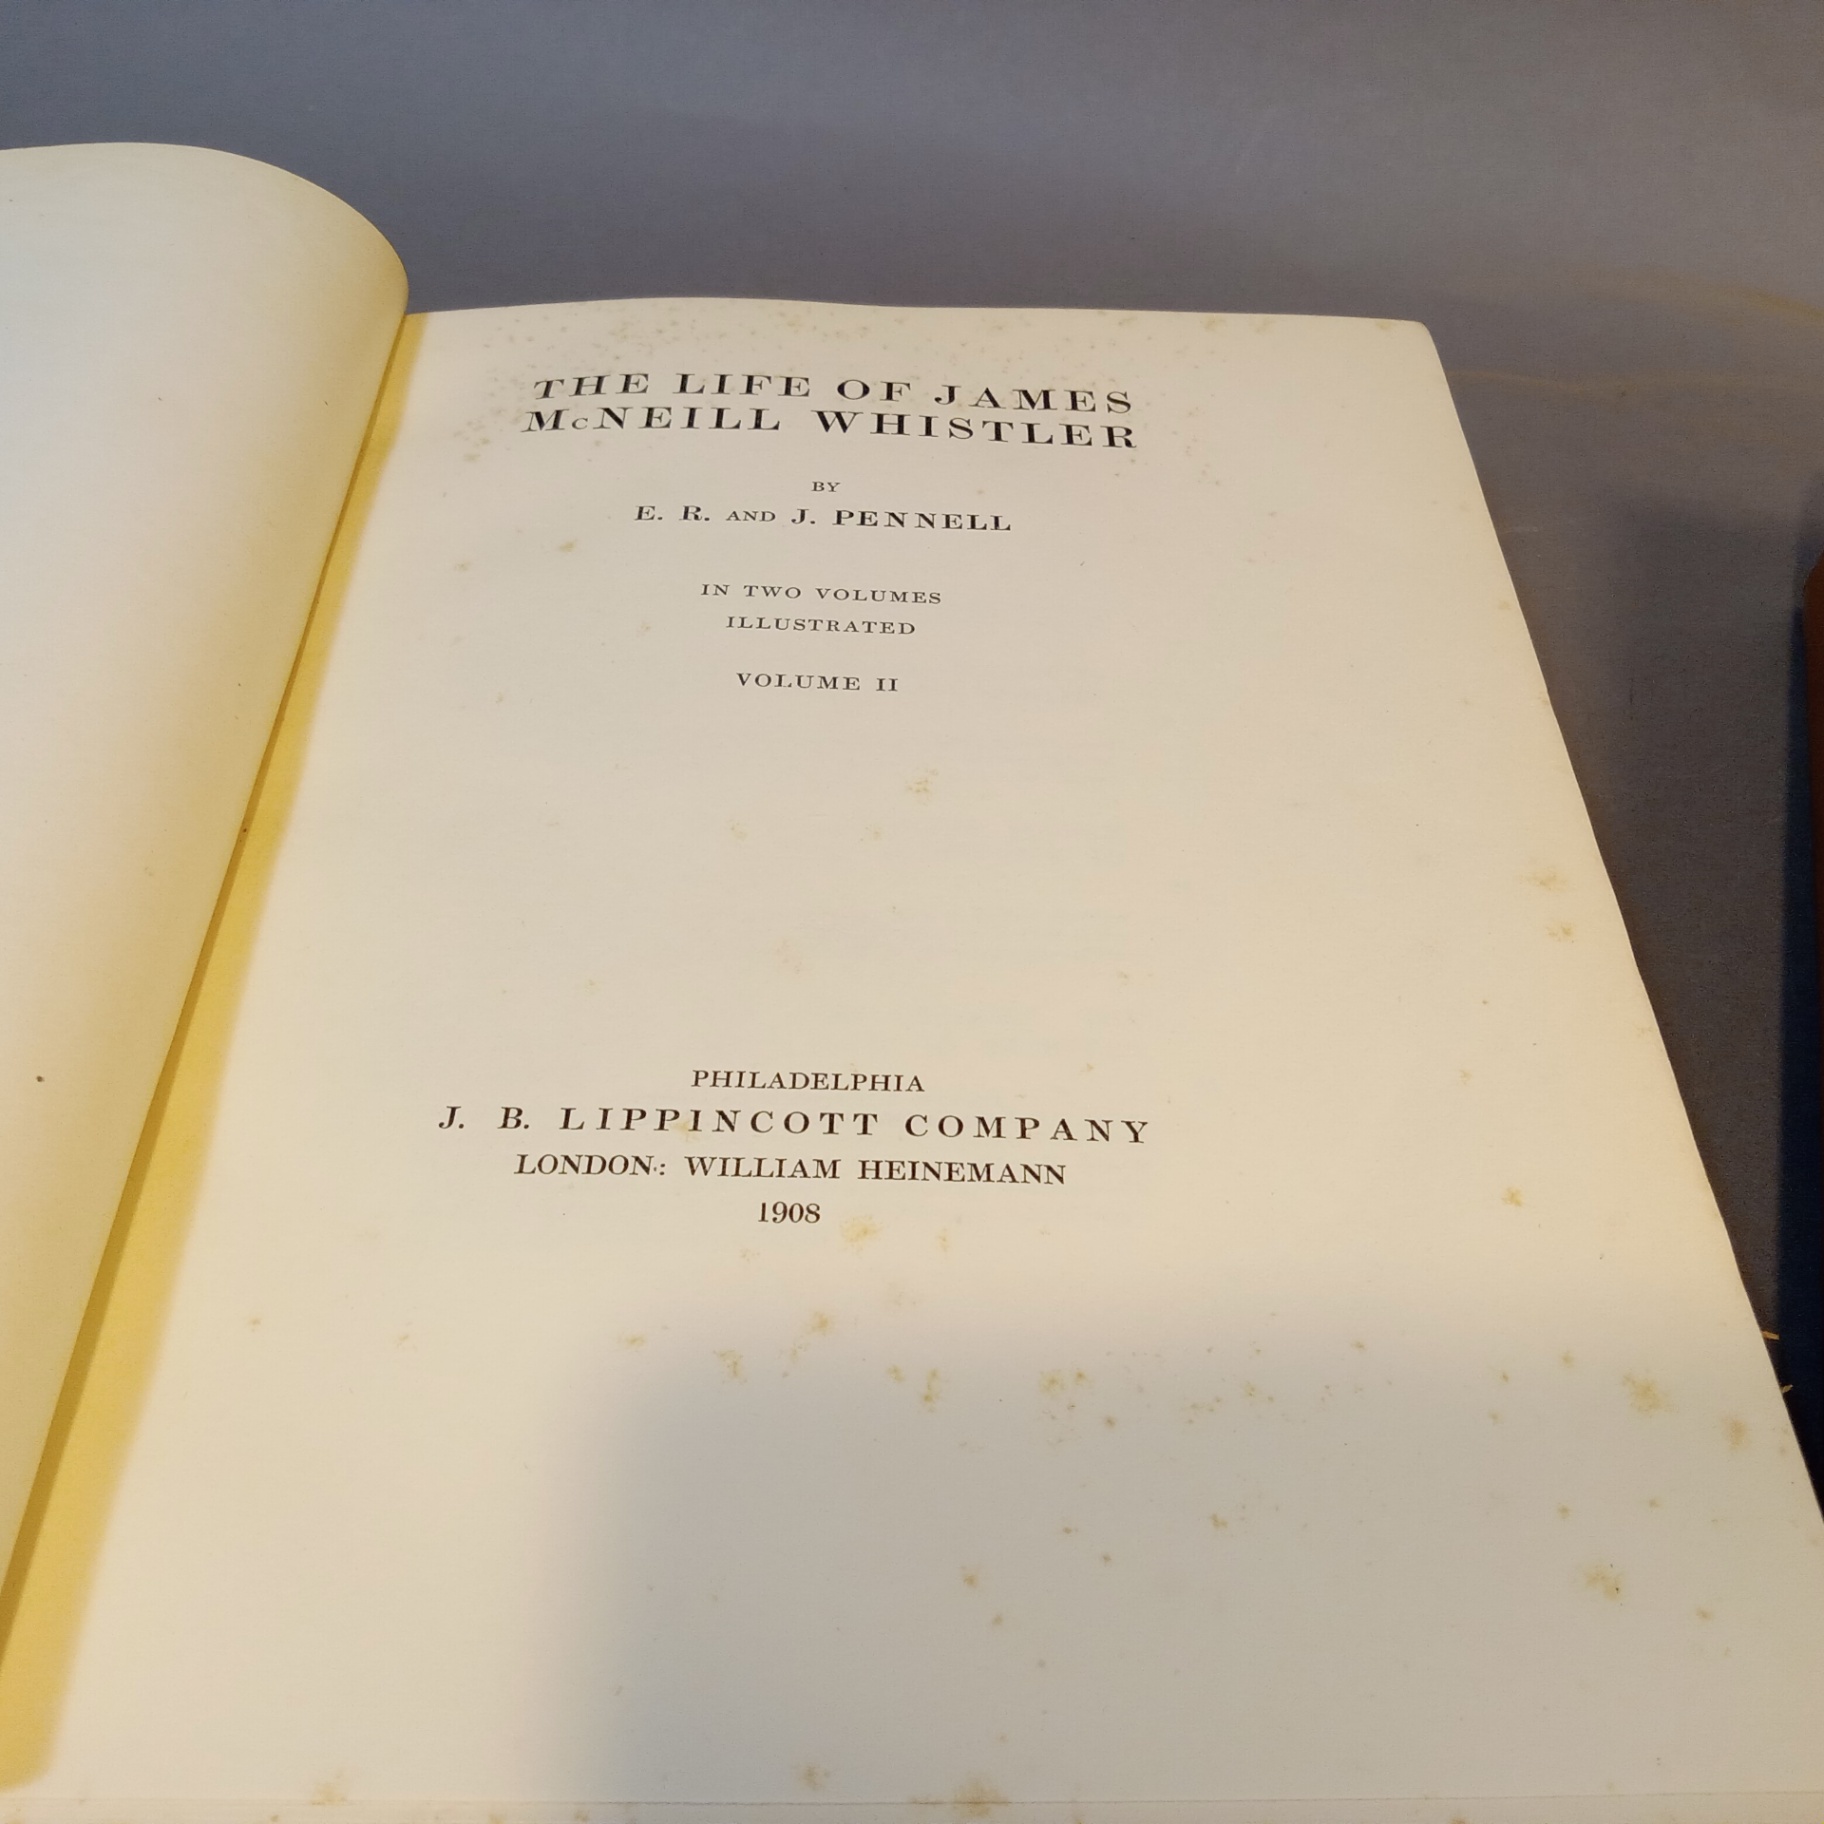 THE LIFE OF JAMES
McNEILL WHISTLER
BY
E. R. AND J. PENNELL
IN TWO VOLUMES
ILLUSTRATED
VOLUME II
PHILADELPHIA
J. B. LIPPINCOTT COMPANY
LONDON: WILLIAM HEINEMANN
1908